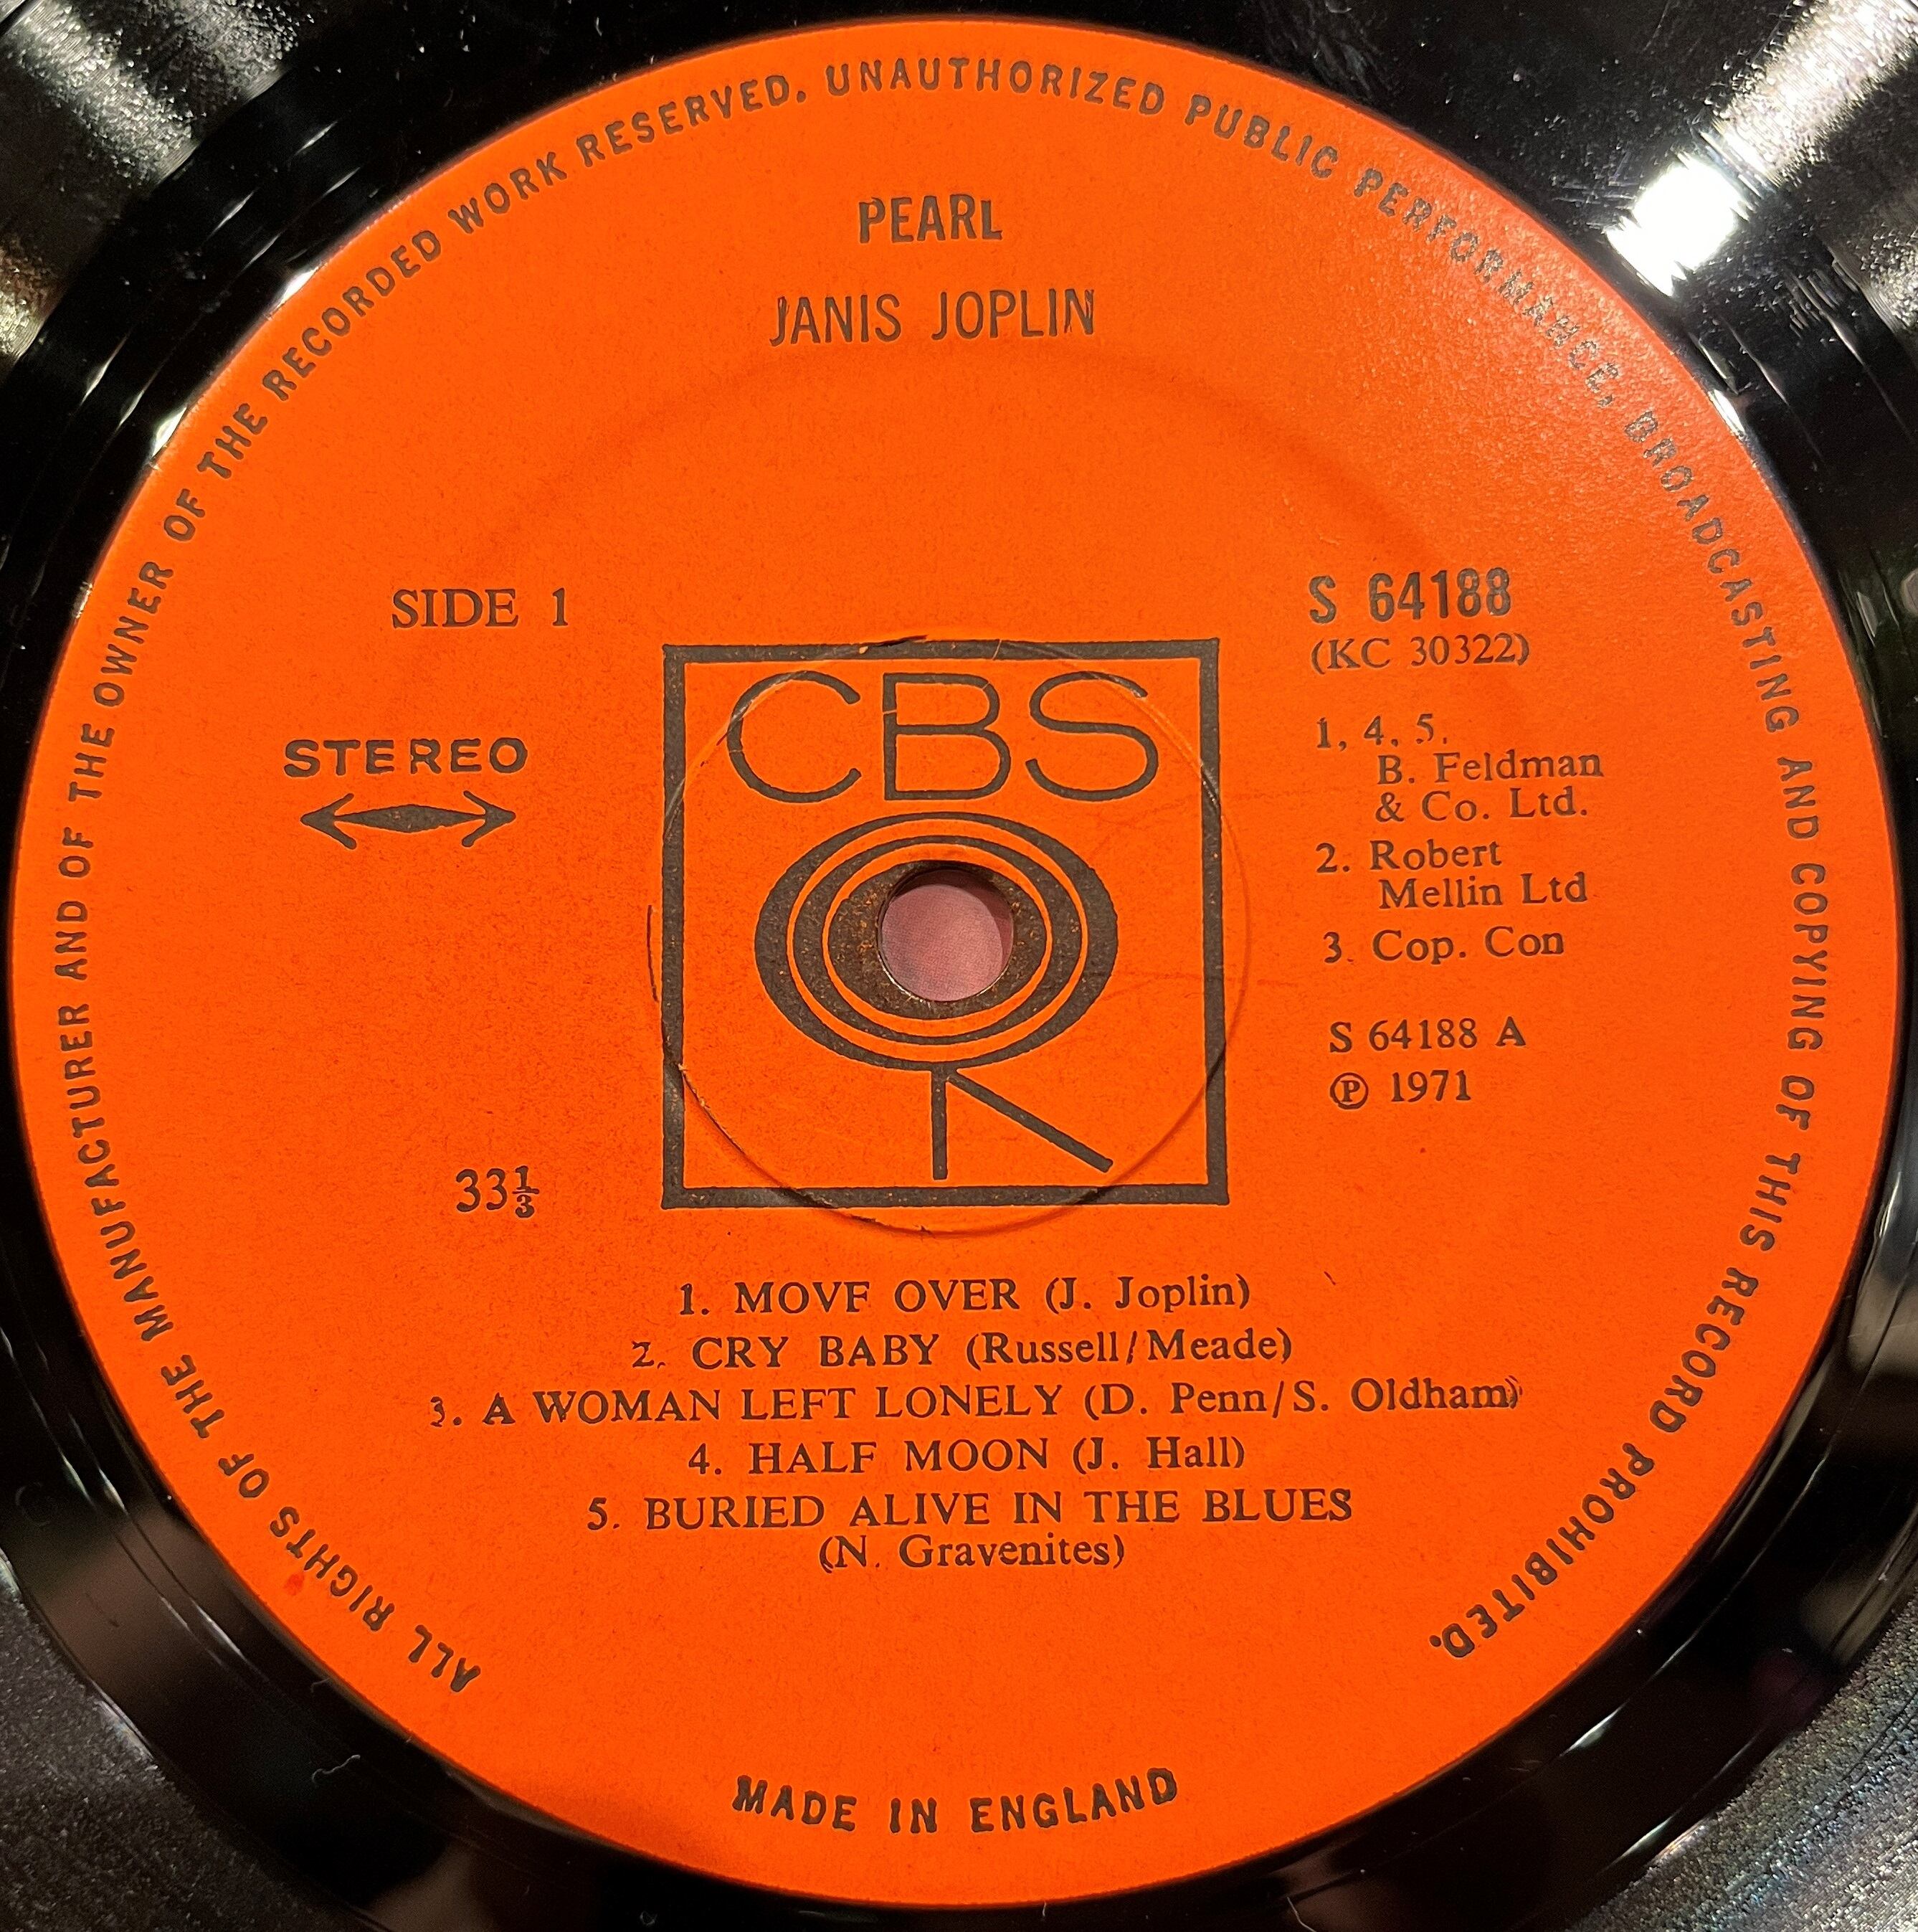 ALL RIGHTS OF THE MANUFACTURER AND OF THE OWNER OF THE RECORDED WORK RESERVED. UNAUTHORIZED PUBLIC PERFORMANCE, BROADCASTING AND COPYING OF THIS RECORD PROHIBITED.
PEARL
JANIS JOPLIN
SIDE 1
STEREO
33⅓
CBS
S 64188
(KC 30322)
1, 4, 5.
B. Feldman
& Co. Ltd.
2. Robert
Mellin Ltd
3. Cop. Con
S 64188 A
Ⓟ 1971
1. MOVF OVER (J. Joplin)
2. CRY BABY (Russell/Meade)
3. A WOMAN LEFT LONELY (D. Penn/S. Oldham)
4. HALF MOON (J. Hall)
5. BURIED ALIVE IN THE BLUES
(N. Gravenites)
MADE IN ENGLAND